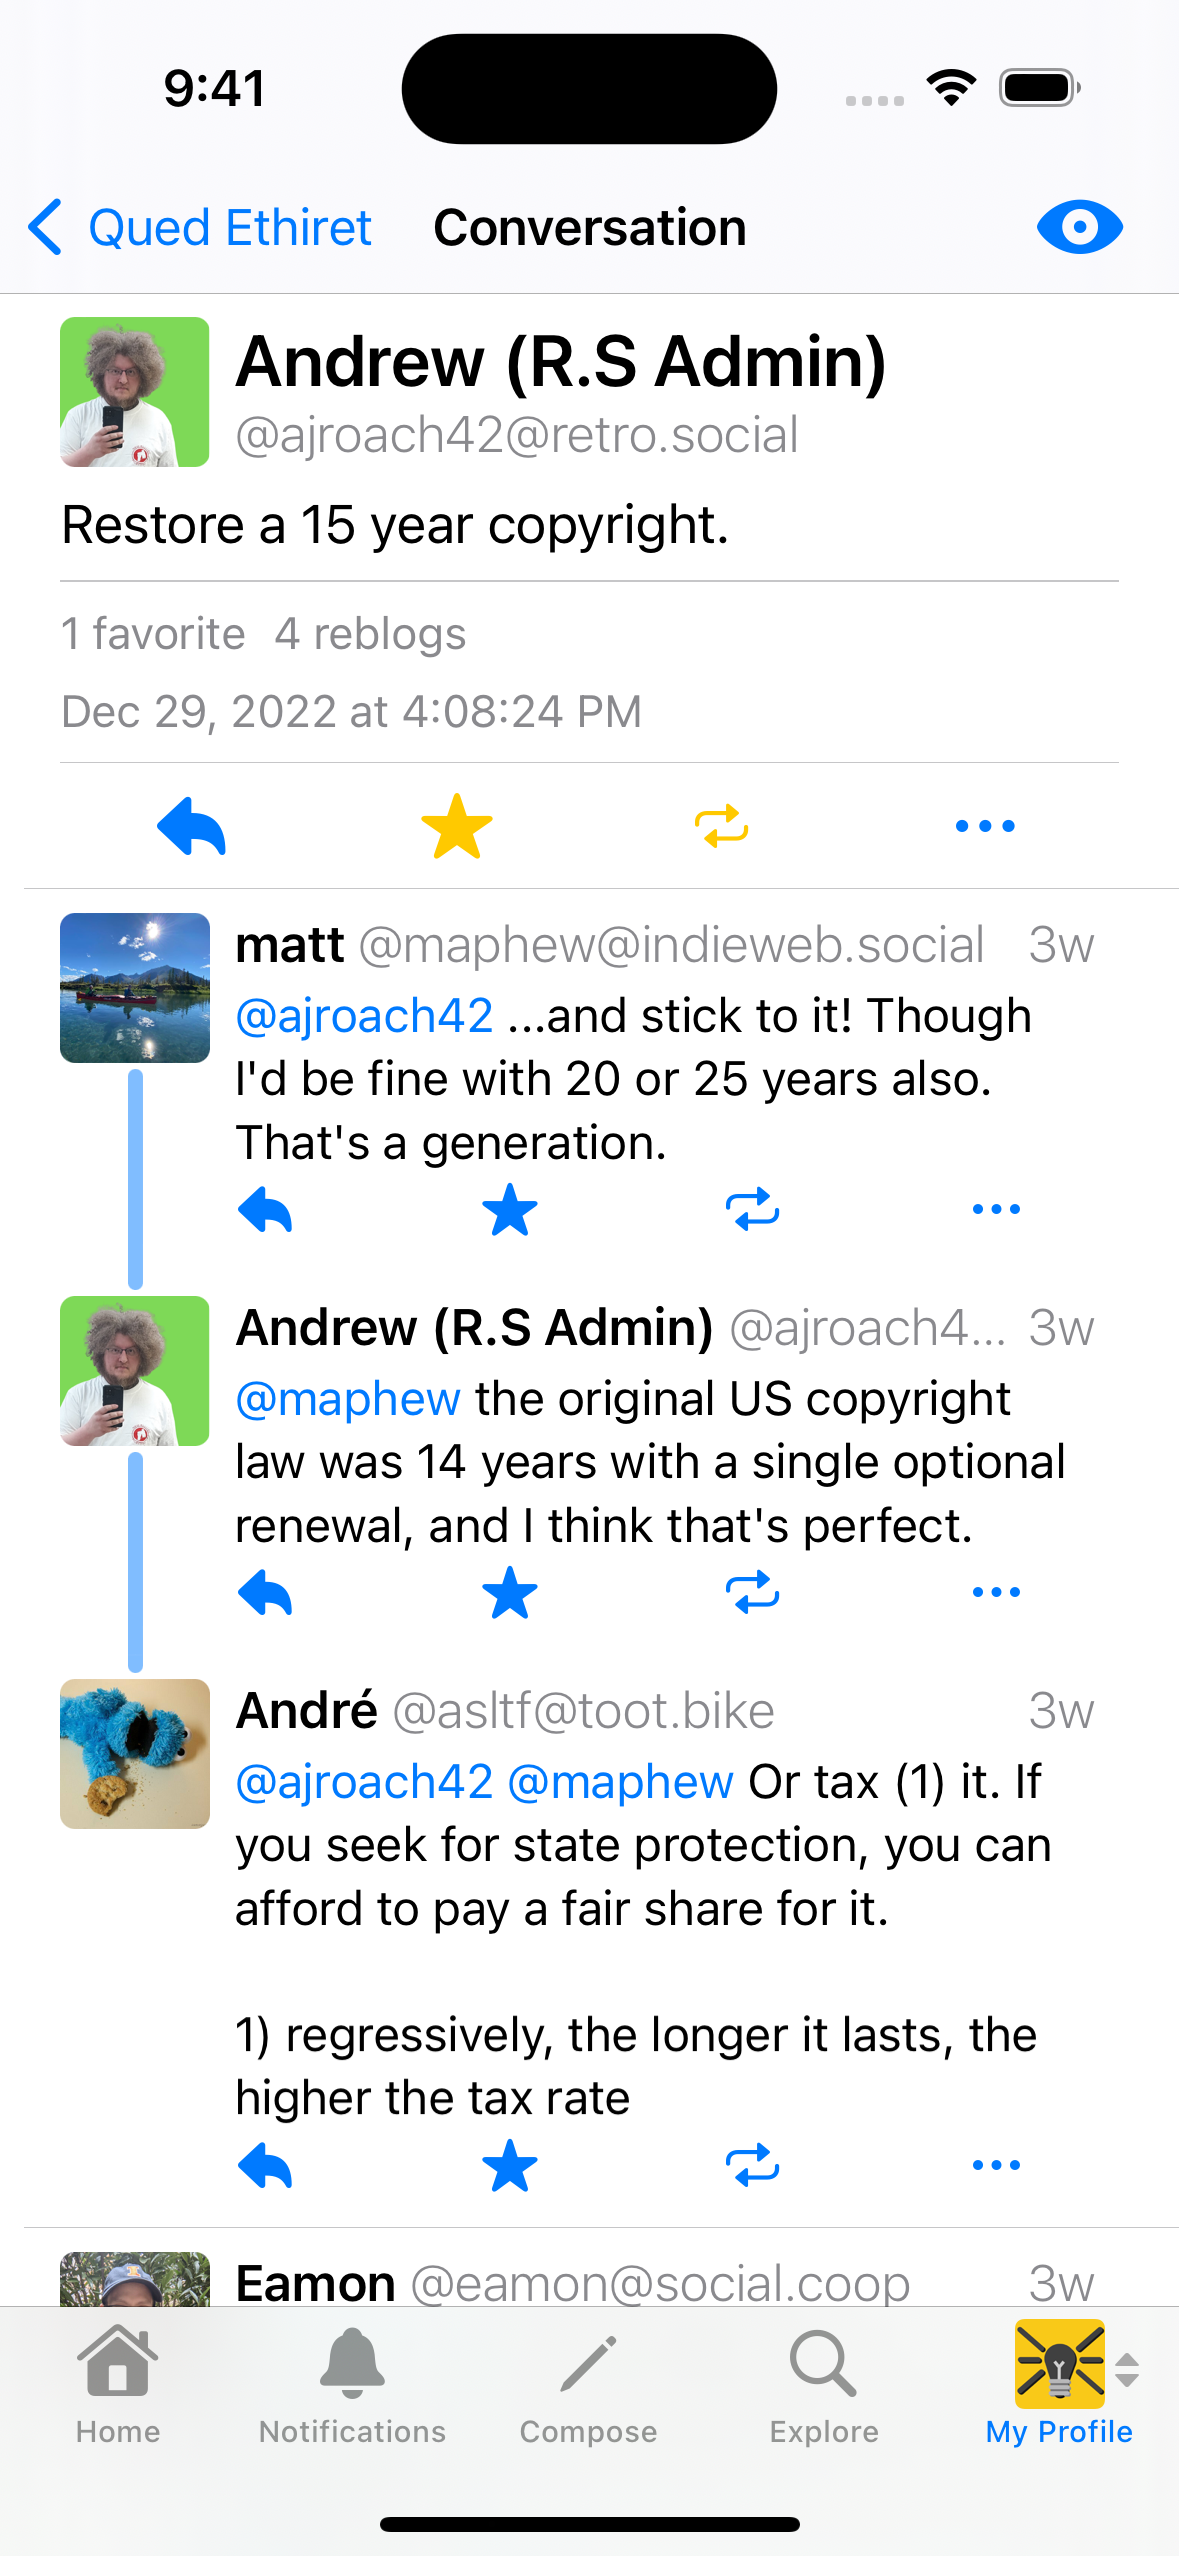 9:41
Qued Ethiret
Conversation
Andrew (R.S Admin)
@ajroach42@retro.social
Restore a 15 year copyright.
1 favorite 4 reblogs
Dec 29, 2022 at 4:08:24 PM
matt @maphew@indieweb.social 3w
@ajroach42 ...and stick to it! Though
I'd be fine with 20 or 25 years also.
That's a generation.
Andrew (R.S Admin) @ajroach4... 3w
@maphew the original US copyright
law was 14 years with a single optional
renewal, and I think that's perfect.
André @asltf@toot.bike 3w
@ajroach42 @maphew Or tax (1) it. If
you seek for state protection, you can
afford to pay a fair share for it.
1) regressively, the longer it lasts, the
higher the tax rate
Eamon @eamon@social.coop 3w
Home
Notifications
Compose
Explore
My Profile